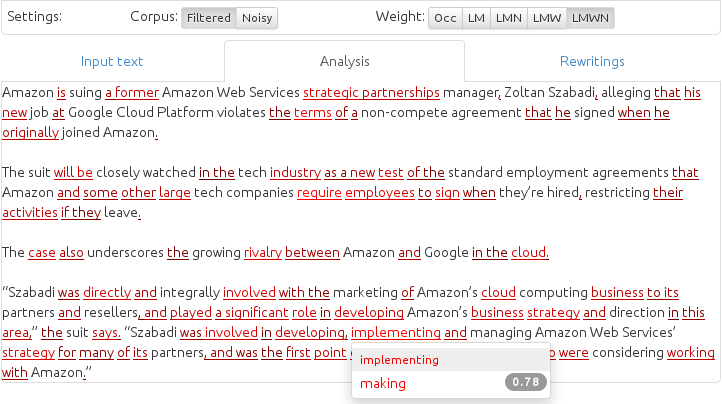 Settings: Corpus: Filtered Noisy Weight: Occ LM LMN LMW LMWN
Input text Analysis Rewritings
Amazon is suing a former Amazon Web Services strategic partnerships manager, Zoltan Szabadi, alleging that his
new job at Google Cloud Platform violates the terms of a non-compete agreement that he signed when he
originally joined Amazon.
The suit will be closely watched in the tech industry as a new test of the standard employment agreements that
Amazon and some other large tech companies require employees to sign when they’re hired, restricting their
activities if they leave.
The case also underscores the growing rivalry between Amazon and Google in the cloud.
“Szabadi was directly and integrally involved with the marketing of Amazon’s cloud computing business to its
partners and resellers, and played a significant role in developing Amazon’s business strategy and direction in this
area,” the suit says. “Szabadi was involved in developing, implementing and managing Amazon Web Services’
strategy for many of its partners, and was the first point were considering working
with Amazon.”
implementing
making 0.78